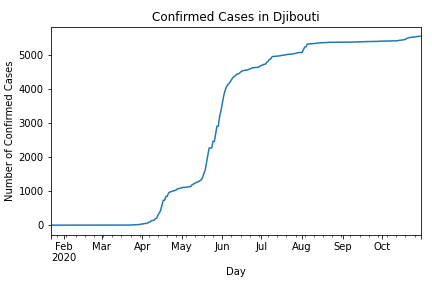 Confirmed Cases in Djibouti
Number of Confirmed Cases
5000
4000
3000
2000
1000
0
Feb Mar Apr May Jun Jul Aug Sep Oct
2020
Day